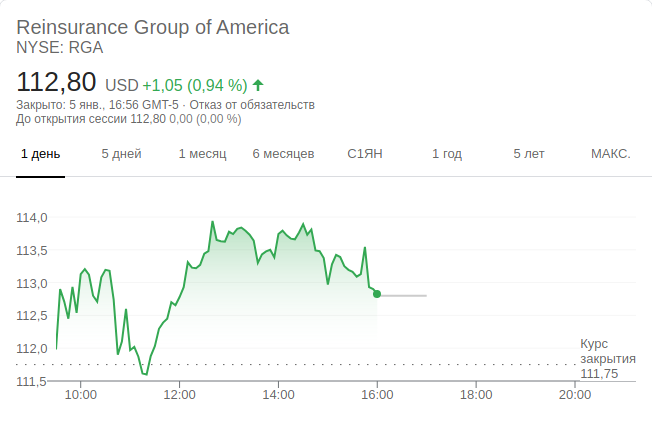 Reinsurance Group of America
NYSE: RGA
112,80 USD +1,05 (0,94 %)
Закрыто: 5 янв., 16:56 GMT-5 · Отказ от обязательств
До открытия сессии 112,80 0,00 (0,00 %)
1 день 5 дней 1 месяц 6 месяцев С1ЯН 1 год 5 лет МАКС.
114,0
113,5
113,0
112,5
112,0
Курс
закрытия
111,75
111,5
10:00 12:00 14:00 16:00 18:00 20:00